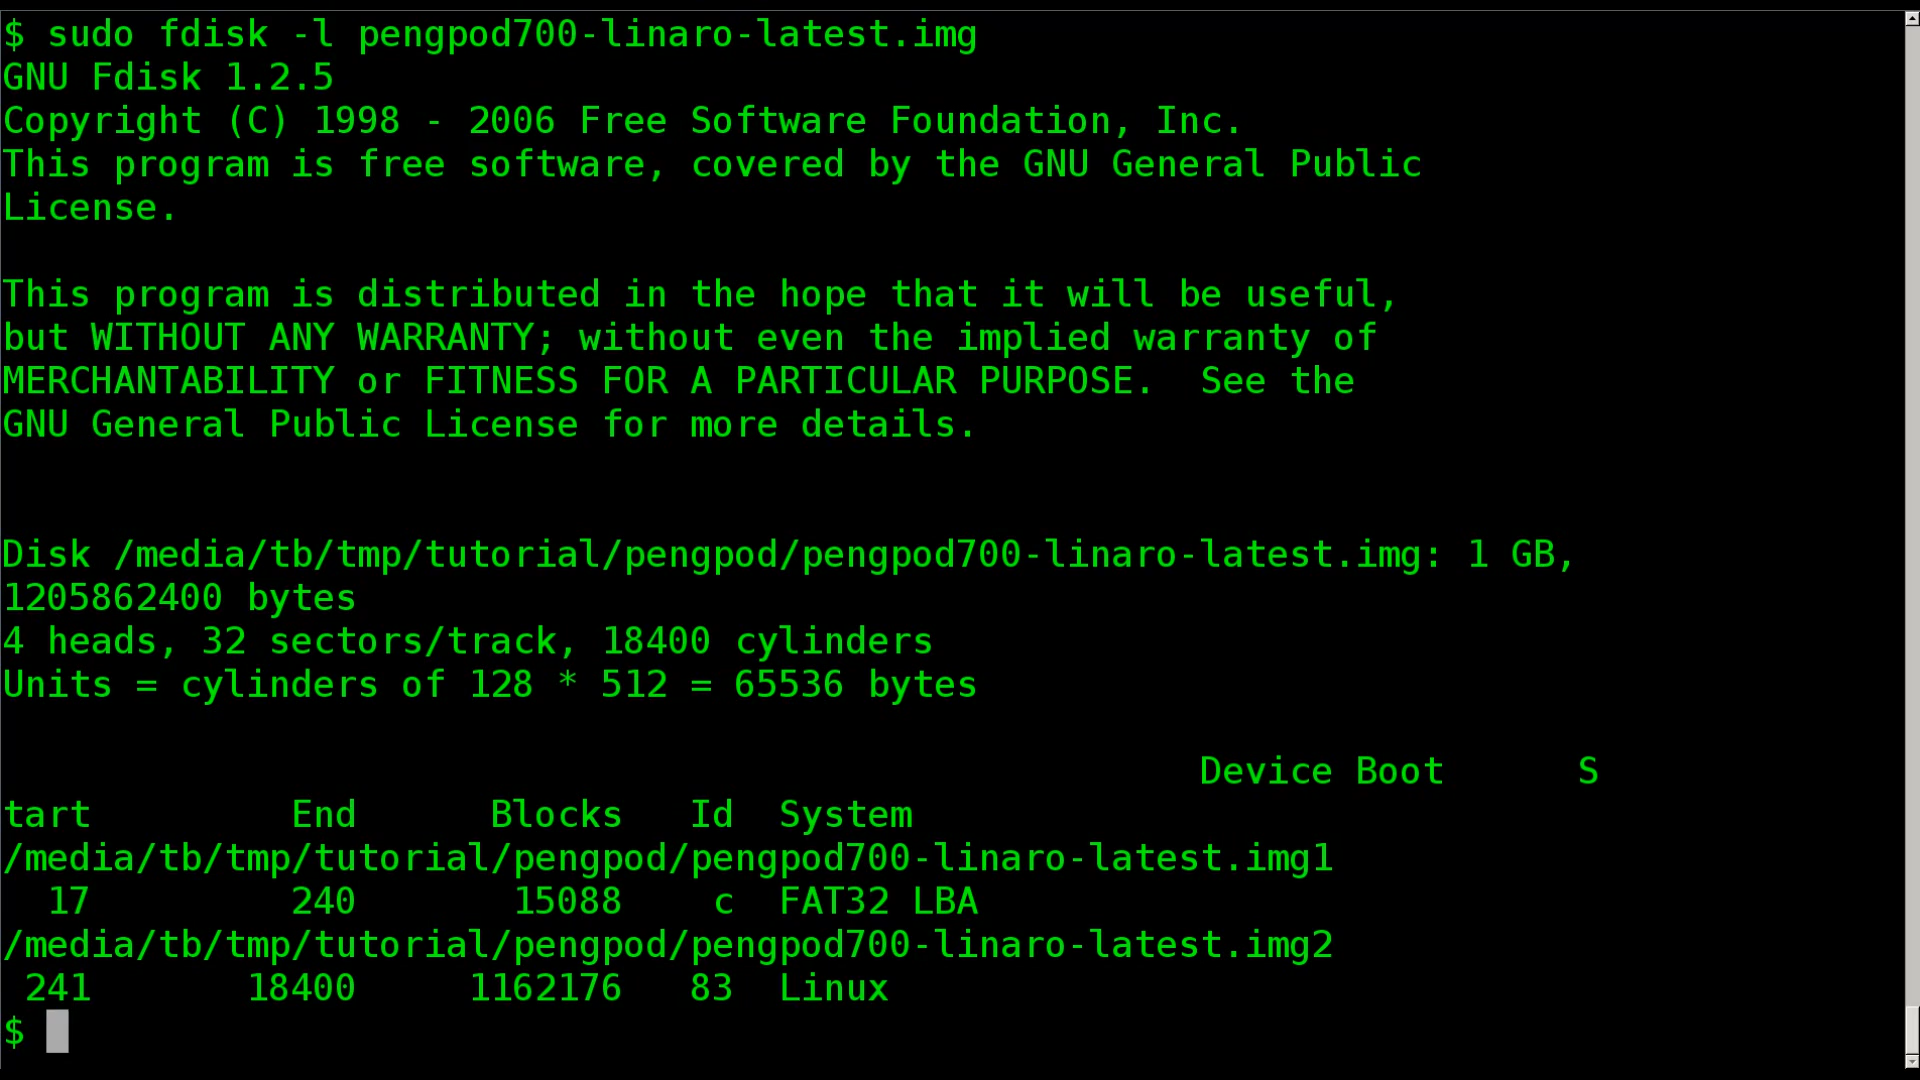 $ sudo fdisk -l pengpod700-linaro-latest.img
GNU Fdisk 1.2.5
Copyright (C) 1998 - 2006 Free Software Foundation, Inc.
This program is free software, covered by the GNU General Public
License.

This program is distributed in the hope that it will be useful,
but WITHOUT ANY WARRANTY; without even the implied warranty of
MERCHANTABILITY or FITNESS FOR A PARTICULAR PURPOSE.  See the
GNU General Public License for more details.

Disk /media/tb/tmp/tutorial/pengpod/pengpod700-linaro-latest.img: 1 GB,
1205862400 bytes
4 heads, 32 sectors/track, 18400 cylinders
Units = cylinders of 128 * 512 = 65536 bytes

                                                      Device Boot      S
tart         End      Blocks   Id  System
/media/tb/tmp/tutorial/pengpod/pengpod700-linaro-latest.img1
  17         240       15088    c  FAT32 LBA
/media/tb/tmp/tutorial/pengpod/pengpod700-linaro-latest.img2
 241       18400     1162176   83  Linux
$